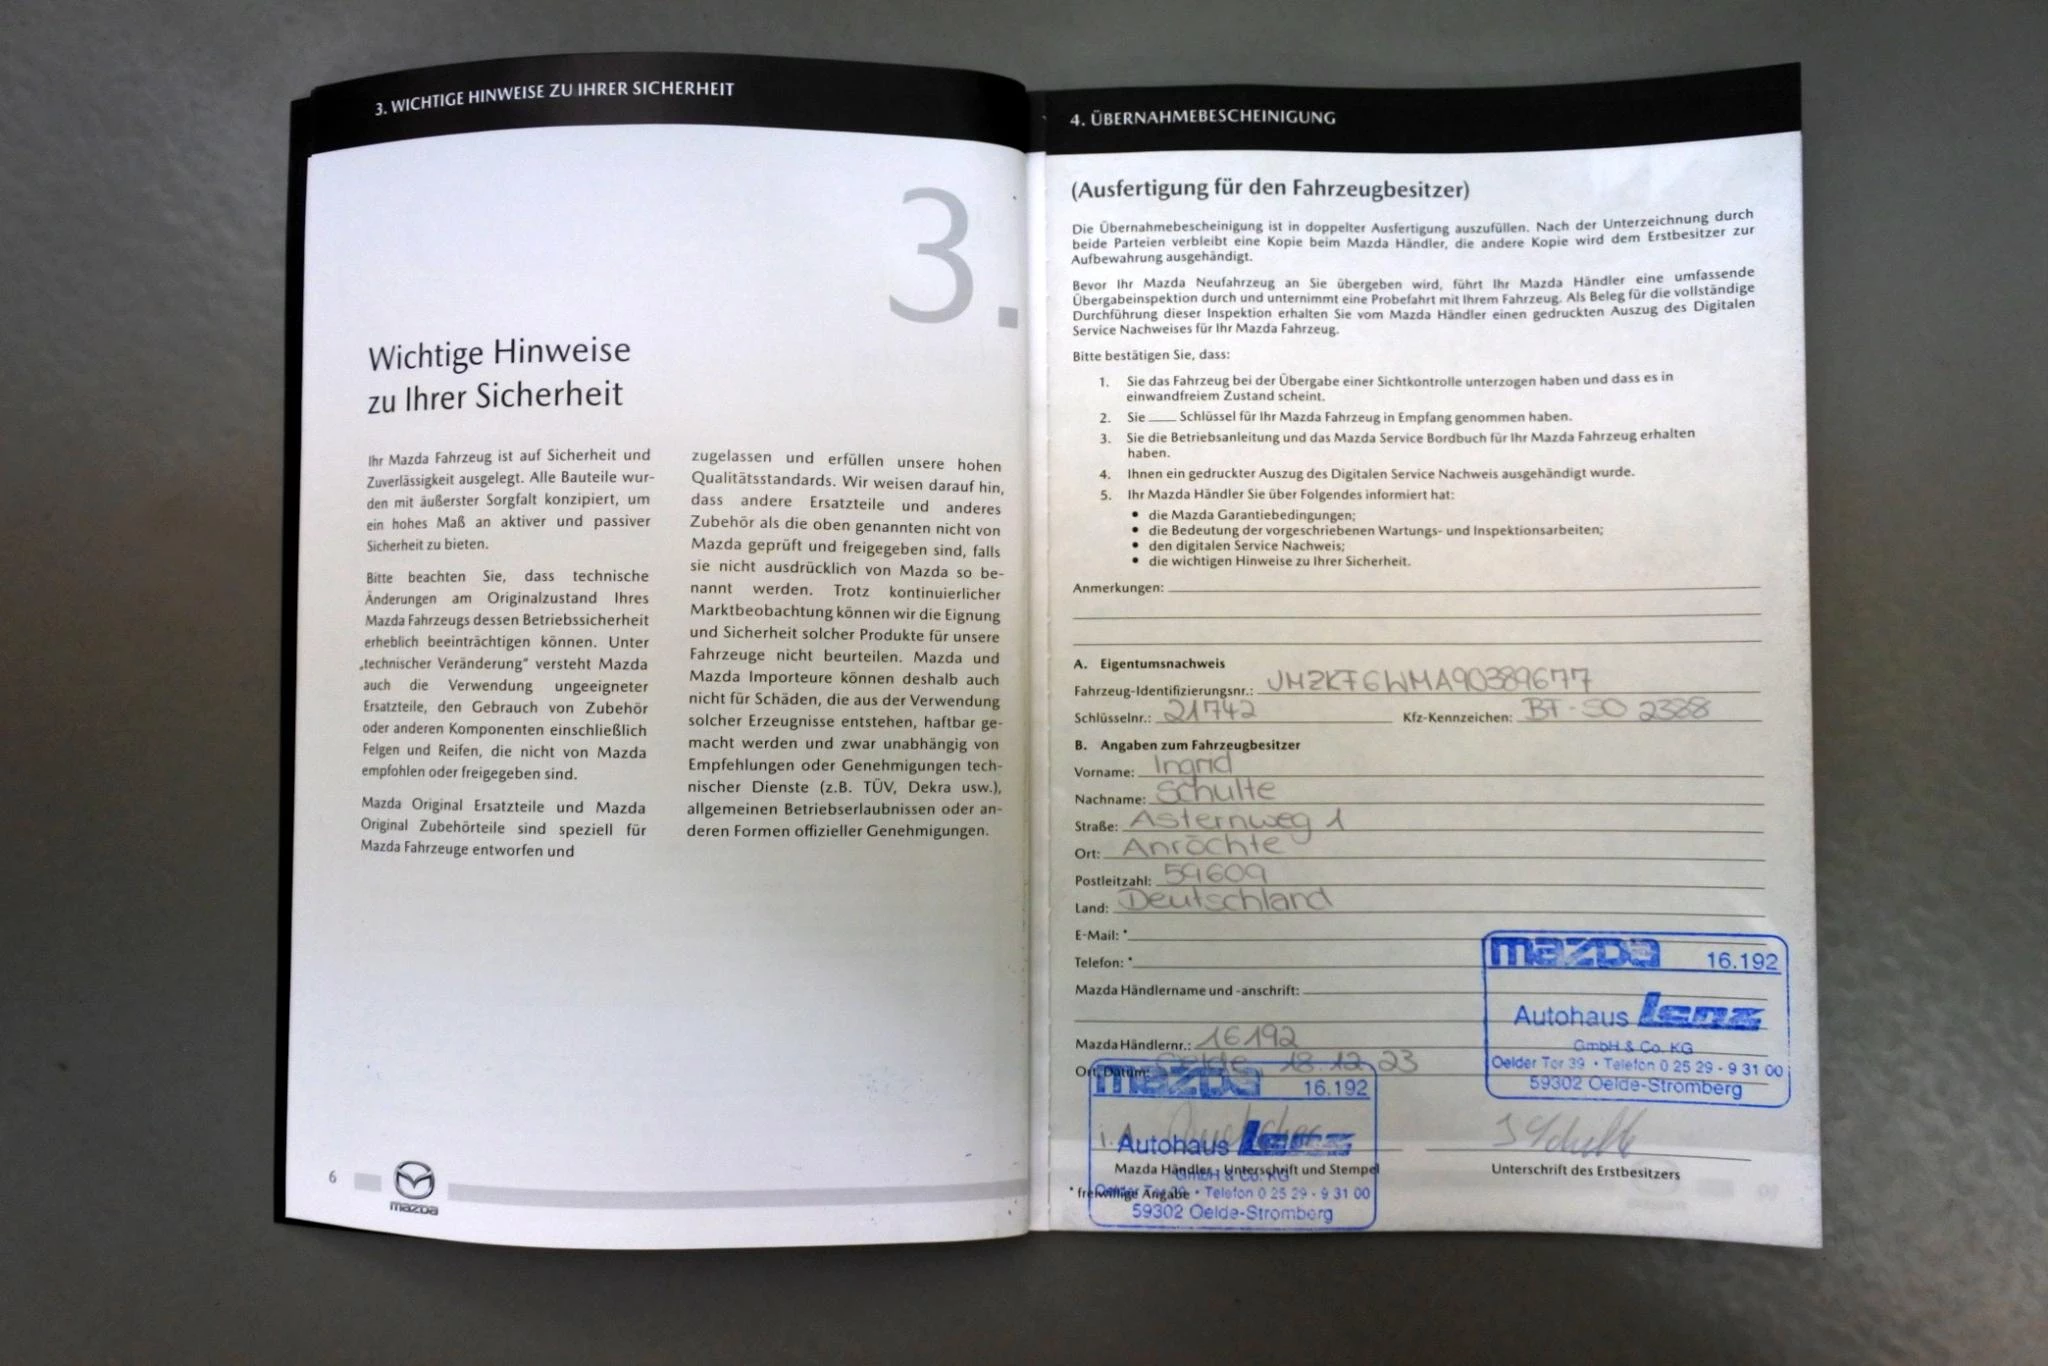 3. WICHTIGE HINWEISE ZU IHRER SICHERHEIT
3.
Wichtige Hinweise
zu Ihrer Sicherheit
Ihr Mazda Fahrzeug ist auf Sicherheit und
Zuverlässigkeit ausgelegt. Alle Bauteile wur-
den mit äußerster Sorgfalt konzipiert, um
ein hohes Maß an aktiver und passiver
Sicherheit zu bieten.
Bitte beachten Sie, dass technische
Änderungen am Originalzustand Ihres
Mazda Fahrzeugs dessen Betriebssicherheit
erheblich beeinträchtigen können. Unter
„technischer Veränderung" versteht Mazda
auch die Verwendung ungeeigneter
Ersatzteile, den Gebrauch von Zubehör
oder anderen Komponenten einschließlich
Felgen und Reifen, die nicht von Mazda
empfohlen oder freigegeben sind.
Mazda Original Ersatzteile und Mazda
Original Zubehörteile sind speziell für
Mazda Fahrzeuge entworfen und
zugelassen und erfüllen unsere hohen
Qualitätsstandards. Wir weisen darauf hin,
dass andere Ersatzteile und anderes
Zubehör als die oben genannten nicht von
Mazda geprüft und freigegeben sind, falls
sie nicht ausdrücklich von Mazda so be-
nannt werden. Trotz kontinuierlicher
Marktbeobachtung können wir die Eignung
und Sicherheit solcher Produkte für unsere
Fahrzeuge nicht beurteilen. Mazda und
Mazda Importeure können deshalb auch
nicht für Schäden, die aus der Verwendung
solcher Erzeugnisse entstehen, haftbar ge-
macht werden und zwar unabhängig von
Empfehlungen oder Genehmigungen tech-
nischer Dienste (z.B. TÜV, Dekra usw.),
allgemeinen Betriebserlaubnissen oder an-
deren Formen offizieller Genehmigungen.
6
mazda
4. ÜBERNAHMEBESCHEINIGUNG
(Ausfertigung für den Fahrzeugbesitzer)
Die Übernahmebescheinigung ist in doppelter Ausfertigung auszufüllen. Nach der Unterzeichnung durch
beide Parteien verbleibt eine Kopie beim Mazda Händler, die andere Kopie wird dem Erstbesitzer zur
Aufbewahrung ausgehändigt.
Bevor Ihr Mazda Neufahrzeug an Sie übergeben wird, führt Ihr Mazda Händler eine umfassende
Übergabeinspektion durch und unternimmt eine Probefahrt mit Ihrem Fahrzeug. Als Beleg für die vollständige
Durchführung dieser Inspektion erhalten Sie vom Mazda Händler einen gedruckten Auszug des Digitalen
Service Nachweises für Ihr Mazda Fahrzeug.
Bitte bestätigen Sie, dass:
1. Sie das Fahrzeug bei der Übergabe einer Sichtkontrolle unterzogen haben und dass es in
einwandfreiem Zustand scheint.
2. Sie ____ Schlüssel für Ihr Mazda Fahrzeug in Empfang genommen haben.
3. Sie die Betriebsanleitung und das Mazda Service Bordbuch für Ihr Mazda Fahrzeug erhalten
haben.
4. Ihnen ein gedruckter Auszug des Digitalen Service Nachweis ausgehändigt wurde.
5. Ihr Mazda Händler Sie über Folgendes informiert hat:
• die Mazda Garantiebedingungen;
• die Bedeutung der vorgeschriebenen Wartungs- und Inspektionsarbeiten;
• den digitalen Service Nachweis;
• die wichtigen Hinweise zu Ihrer Sicherheit.
Anmerkungen:
A. Eigentumsnachweis
Fahrzeug-Identifizierungsnr.: JMZKF6WMA90389677
Schlüsselnr.: 21742 Kfz-Kennzeichen: BF-SO 2388
B. Angaben zum Fahrzeugbesitzer
Vorname: Ingrid
Nachname: Schulte
Straße: Asternweg 1
Ort: Anröchte
Postleitzahl: 59609
Land: Deutschland
E-Mail: *
Telefon: *
Mazda Händlername und -anschrift:
mazda 16.192
Autohaus Lenz
GmbH & Co. KG
Oelder Tor 39 • Telefon 0 25 29 - 9 31 00
59302 Oelde-Stromberg
Mazda Händlernr.: 16192
Ort, Datum: Oelde, 18.12.23
mazda 16.192
i.A.
Autohaus Lenz
J Schulte
Mazda Händler - Unterschrift und Stempel
Unterschrift des Erstbesitzers
GmbH & Co. KG
* freiwillige Angabe
Oelder Tor 39 • Telefon 0 25 29 - 9 31 00
59302 Oelde-Stromberg